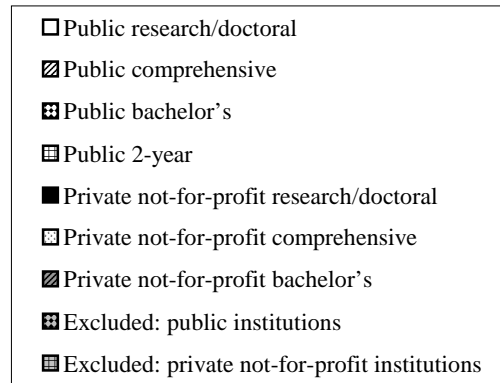 Public research/doctoral
Public comprehensive
Public bachelor’s
Public 2-year
Private not-for-profit research/doctoral
Private not-for-profit comprehensive
Private not-for-profit bachelor’s
Excluded: public institutions
Excluded: private not-for-profit institutions